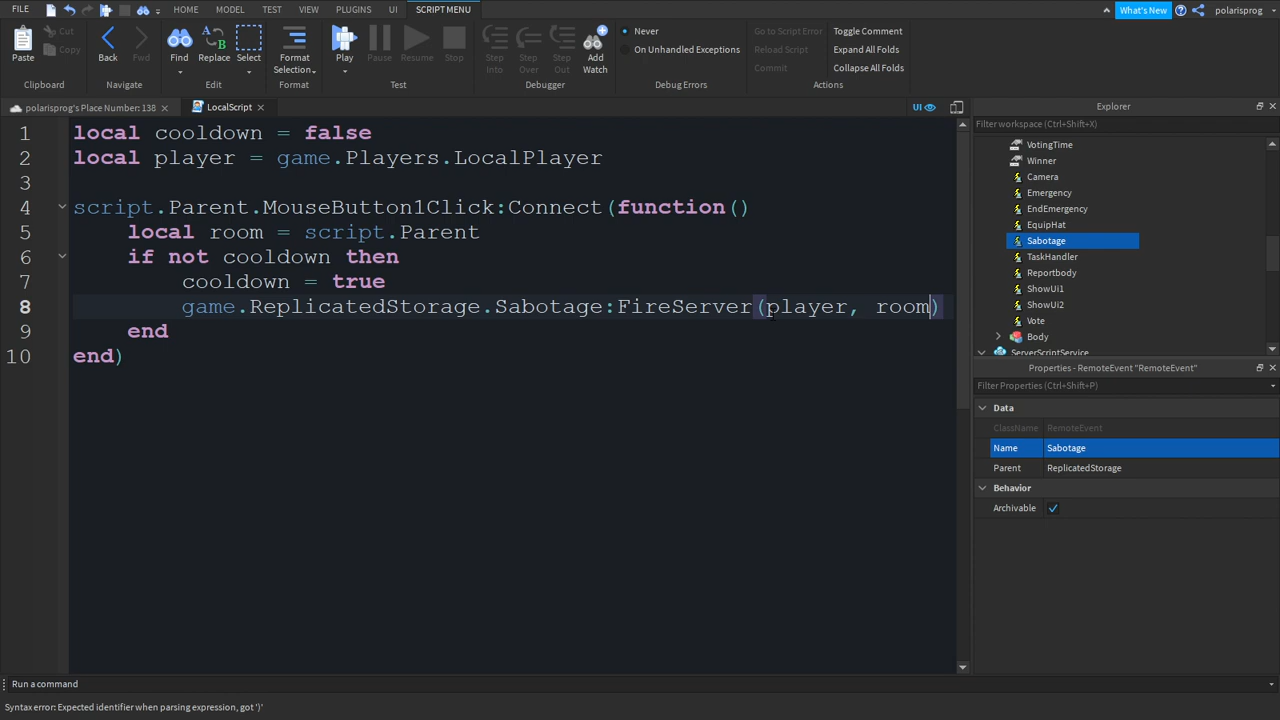 FILE HOME MODEL TEST VIEW PLUGINS UI SCRIPT MENU What's New polarisprog
Paste Cut Copy Back Fwd Find Replace Select Format Selection Play Pause Resume Stop Step Into Step Over Step Out Add Watch
Never
On Unhandled Exceptions
Go to Script Error
Reload Script
Commit
Toggle Comment
Expand All Folds
Collapse All Folds
Clipboard Navigate Edit Format Test Debugger Debug Errors Actions
polarisprog's Place Number: 138 LocalScript UI
1 local cooldown = false
2 local player = game.Players.LocalPlayer
3
4 script.Parent.MouseButton1Click:Connect(function()
5 local room = script.Parent
6 if not cooldown then
7 cooldown = true
8 game.ReplicatedStorage.Sabotage:FireServer(player, room)
9 end
10 end)
Explorer
Filter workspace (Ctrl+Shift+X)
VotingTime
Winner
Camera
Emergency
EndEmergency
EquipHat
Sabotage
TaskHandler
Reportbody
ShowUi1
ShowUi2
Vote
Body
ServerScriptService
Properties - RemoteEvent "RemoteEvent"
Filter Properties (Ctrl+Shift+P)
Data
ClassName RemoteEvent
Name Sabotage
Parent ReplicatedStorage
Behavior
Archivable
Run a command
Syntax error: Expected identifier when parsing expression, got ')'